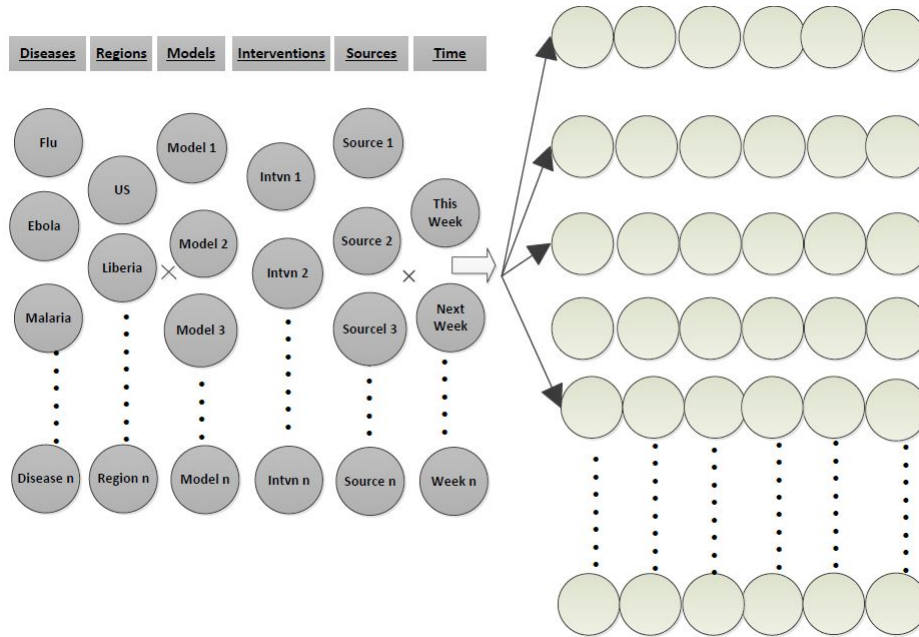 Diseases Regions Models Interventions Sources Time
Flu
Ebola
Malaria
Disease n
US
Liberia
Region n
Model 1
Model 2
Model 3
Model n
Intvn 1
Intvn 2
Intvn n
Source 1
Source 2
Sourcel 3
Source n
This
Week
Next
Week
Week n